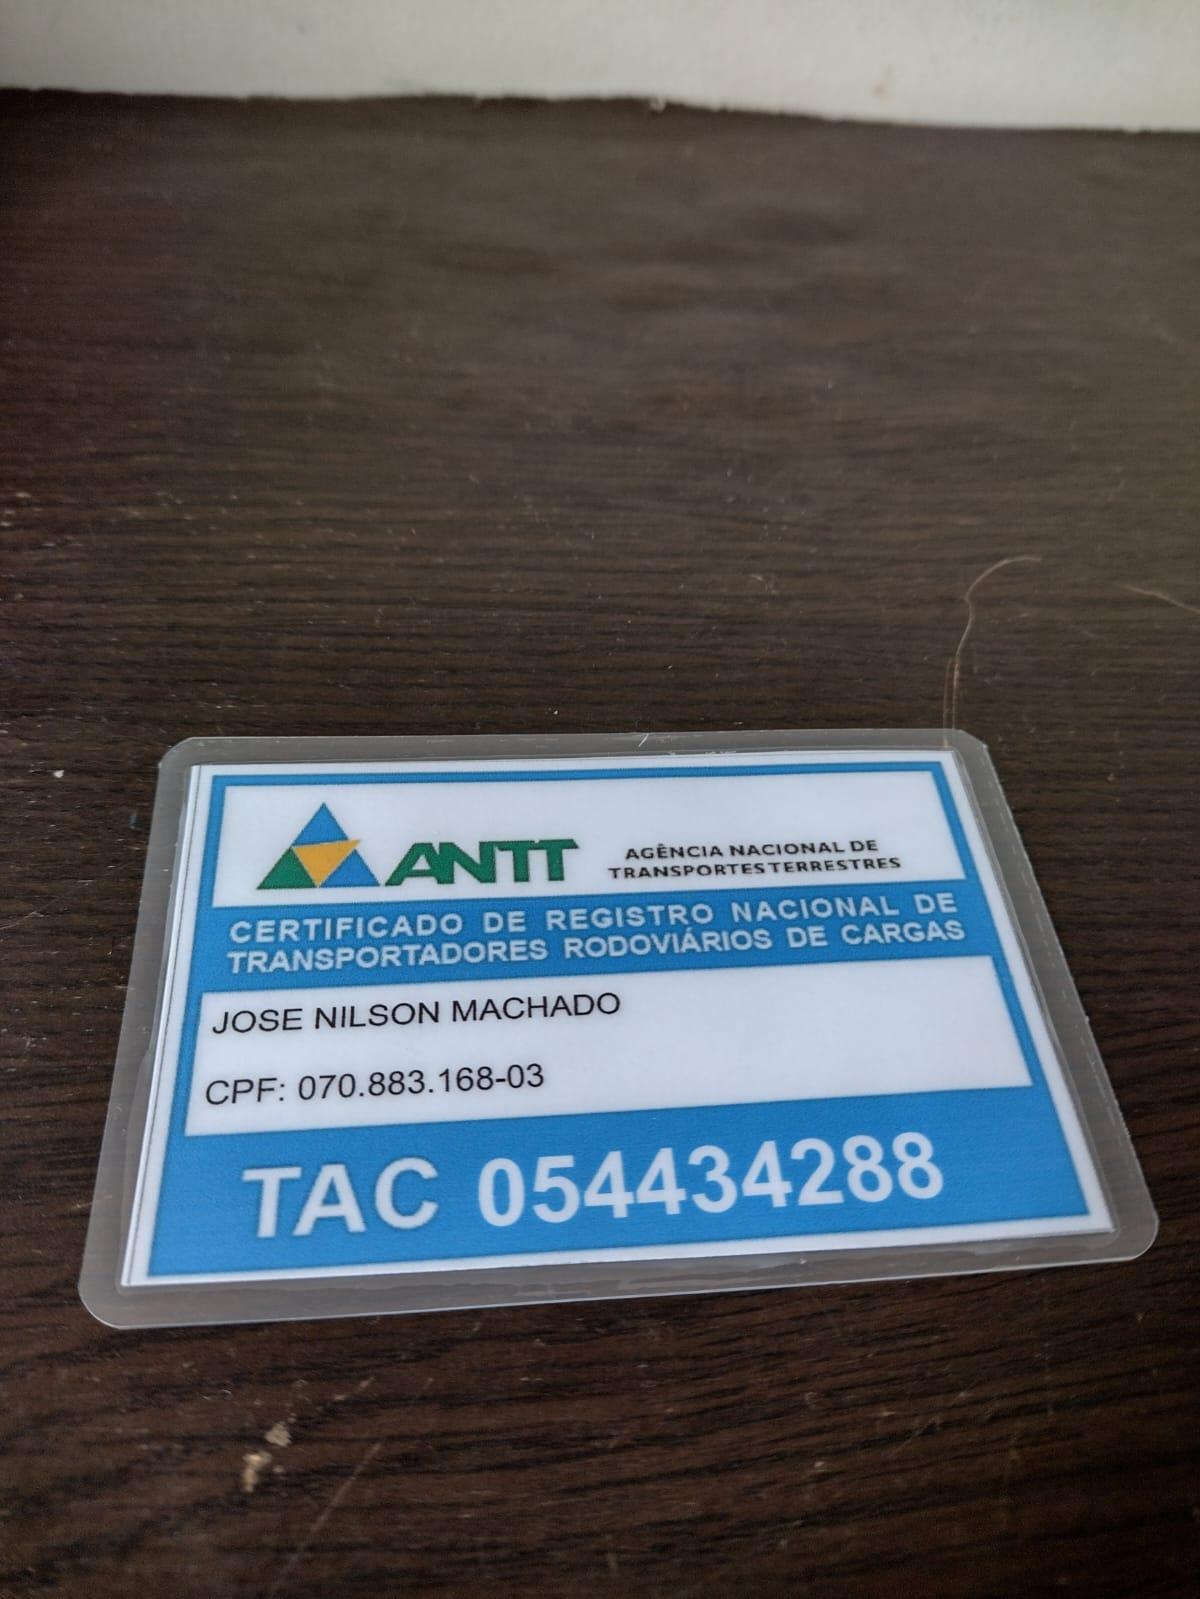 ANTT
AGÊNCIA NACIONAL DE
TRANSPORTES TERRESTRES
CERTIFICADO DE REGISTRO NACIONAL DE
TRANSPORTADORES RODOVIÁRIOS DE CARGAS
JOSE NILSON MACHADO
CPF: 070.883.168-03
TAC 054434288